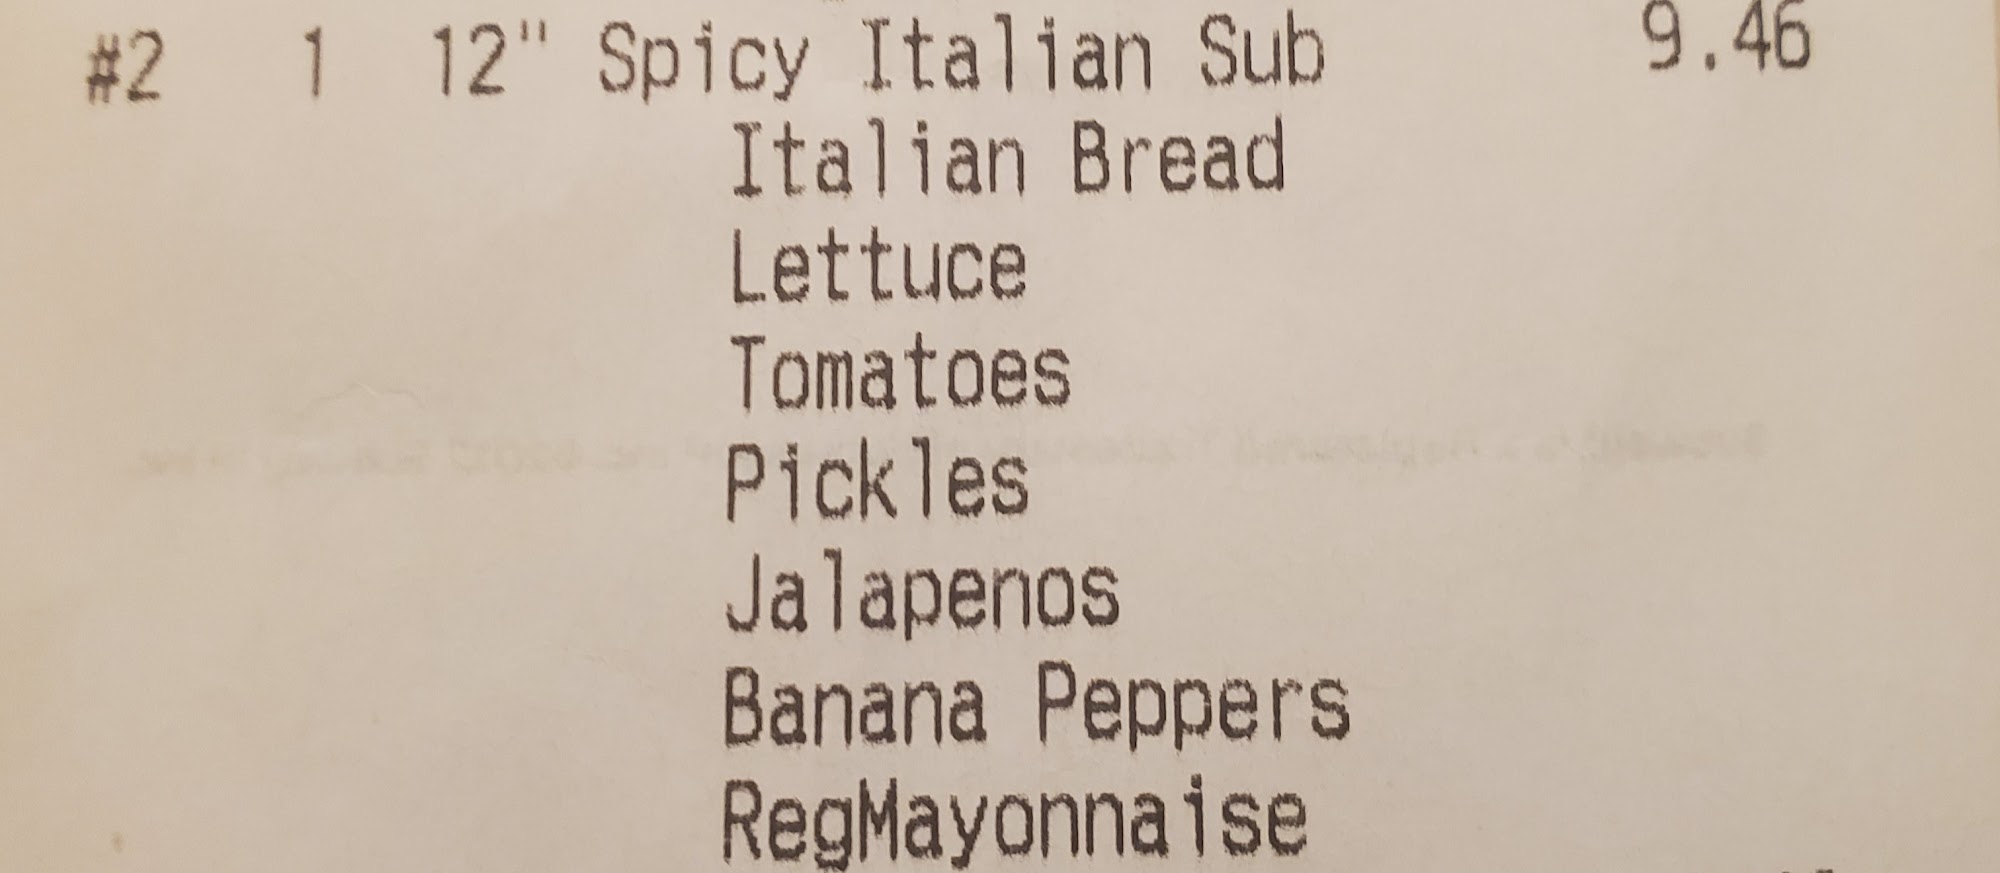 #2 1 12" Spicy Italian Sub 9.46
Italian Bread
Lettuce
Tomatoes
Pickles
Jalapenos
Banana Peppers
RegMayonnaise